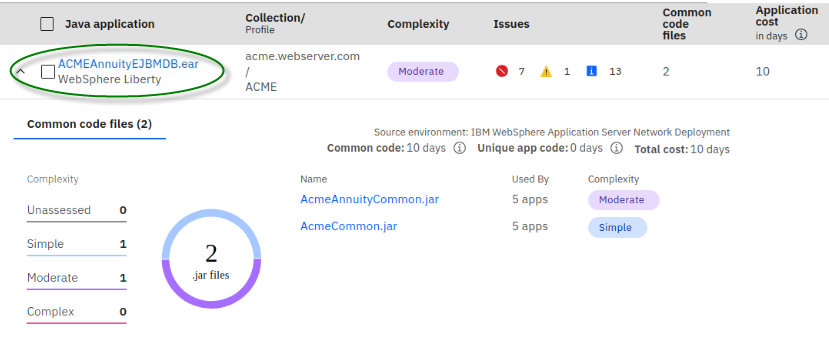 Java application
Collection/
Profile
Complexity
Issues
Common
code
files
Application
cost
in days
ACMEAnnuityEJBMDB.ear
WebSphere Liberty
acme.webserver.com
/
ACME
Moderate
7
1
13
2
10
Common code files (2)
Source environment: IBM WebSphere Application Server Network Deployment
Common code: 10 days Unique app code: 0 days Total cost: 10 days
Complexity
Unassessed 0
Simple 1
Moderate 1
Complex 0
2
.jar files
Name Used By Complexity
AcmeAnnuityCommon.jar 5 apps Moderate
AcmeCommon.jar 5 apps Simple